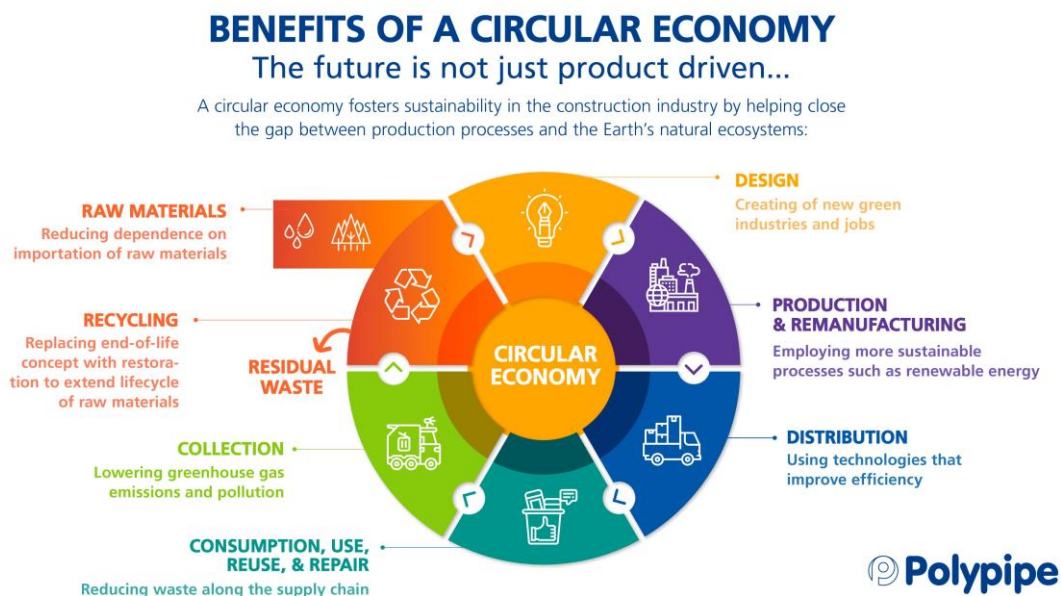 BENEFITS OF A CIRCULAR ECONOMY
The future is not just product driven...
A circular economy fosters sustainability in the construction industry by helping close
the gap between production processes and the Earth's natural ecosystems:
DESIGN
Creating of new green
industries and jobs
PRODUCTION
& REMANUFACTURING
Employing more sustainable
processes such as renewable energy
DISTRIBUTION
Using technologies that
improve efficiency
CONSUMPTION, USE,
REUSE, & REPAIR
Reducing waste along the supply chain
COLLECTION
Lowering greenhouse gas
emissions and pollution
RECYCLING
Replacing end-of-life
concept with restora-
tion to extend lifecycle
of raw materials
RAW MATERIALS
Reducing dependence on
importation of raw materials
RESIDUAL
WASTE
CIRCULAR
ECONOMY
Polypipe